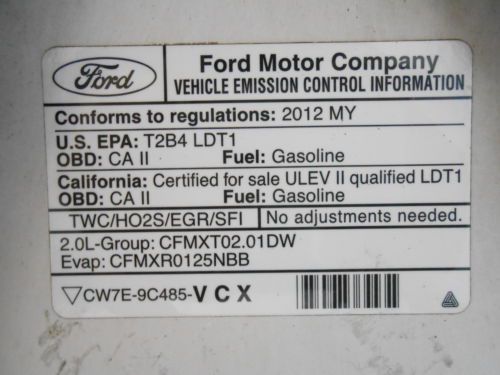 Ford
Ford Motor Company
VEHICLE EMISSION CONTROL INFORMATION
Conforms to regulations: 2012 MY
U.S. EPA: T2B4 LDT1
OBD: CA II Fuel: Gasoline
California: Certified for sale ULEV II qualified LDT1
OBD: CA II Fuel: Gasoline
TWC/HO2S/EGR/SFI No adjustments needed.
2.0L-Group: CFMXT02.01DW
Evap: CFMXR0125NBB
▽CW7E-9C485-VCX